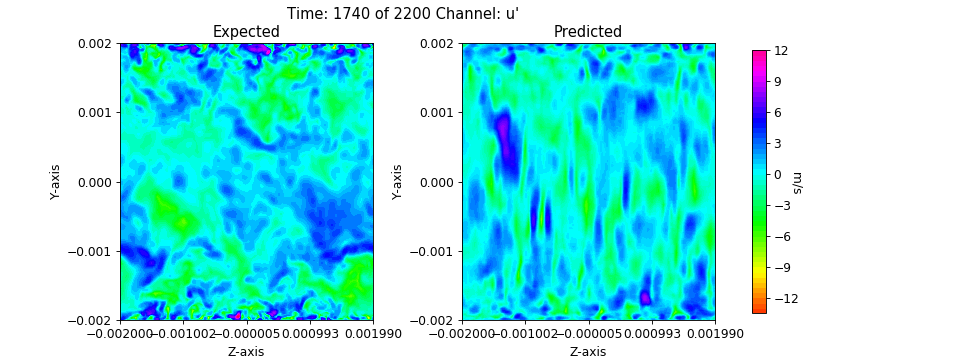 Time: 1740 of 2200 Channel: u'
Expected
Predicted
0.002
0.001
0.000
−0.001
−0.002
Y-axis
−0.002000 −0.001002 −0.000005 0.000993 0.001990
Z-axis
0.002
0.001
0.000
−0.001
−0.002
Y-axis
−0.002000 −0.001002 −0.000005 0.000993 0.001990
Z-axis
12
9
6
3
0
−3
−6
−9
−12
m/s